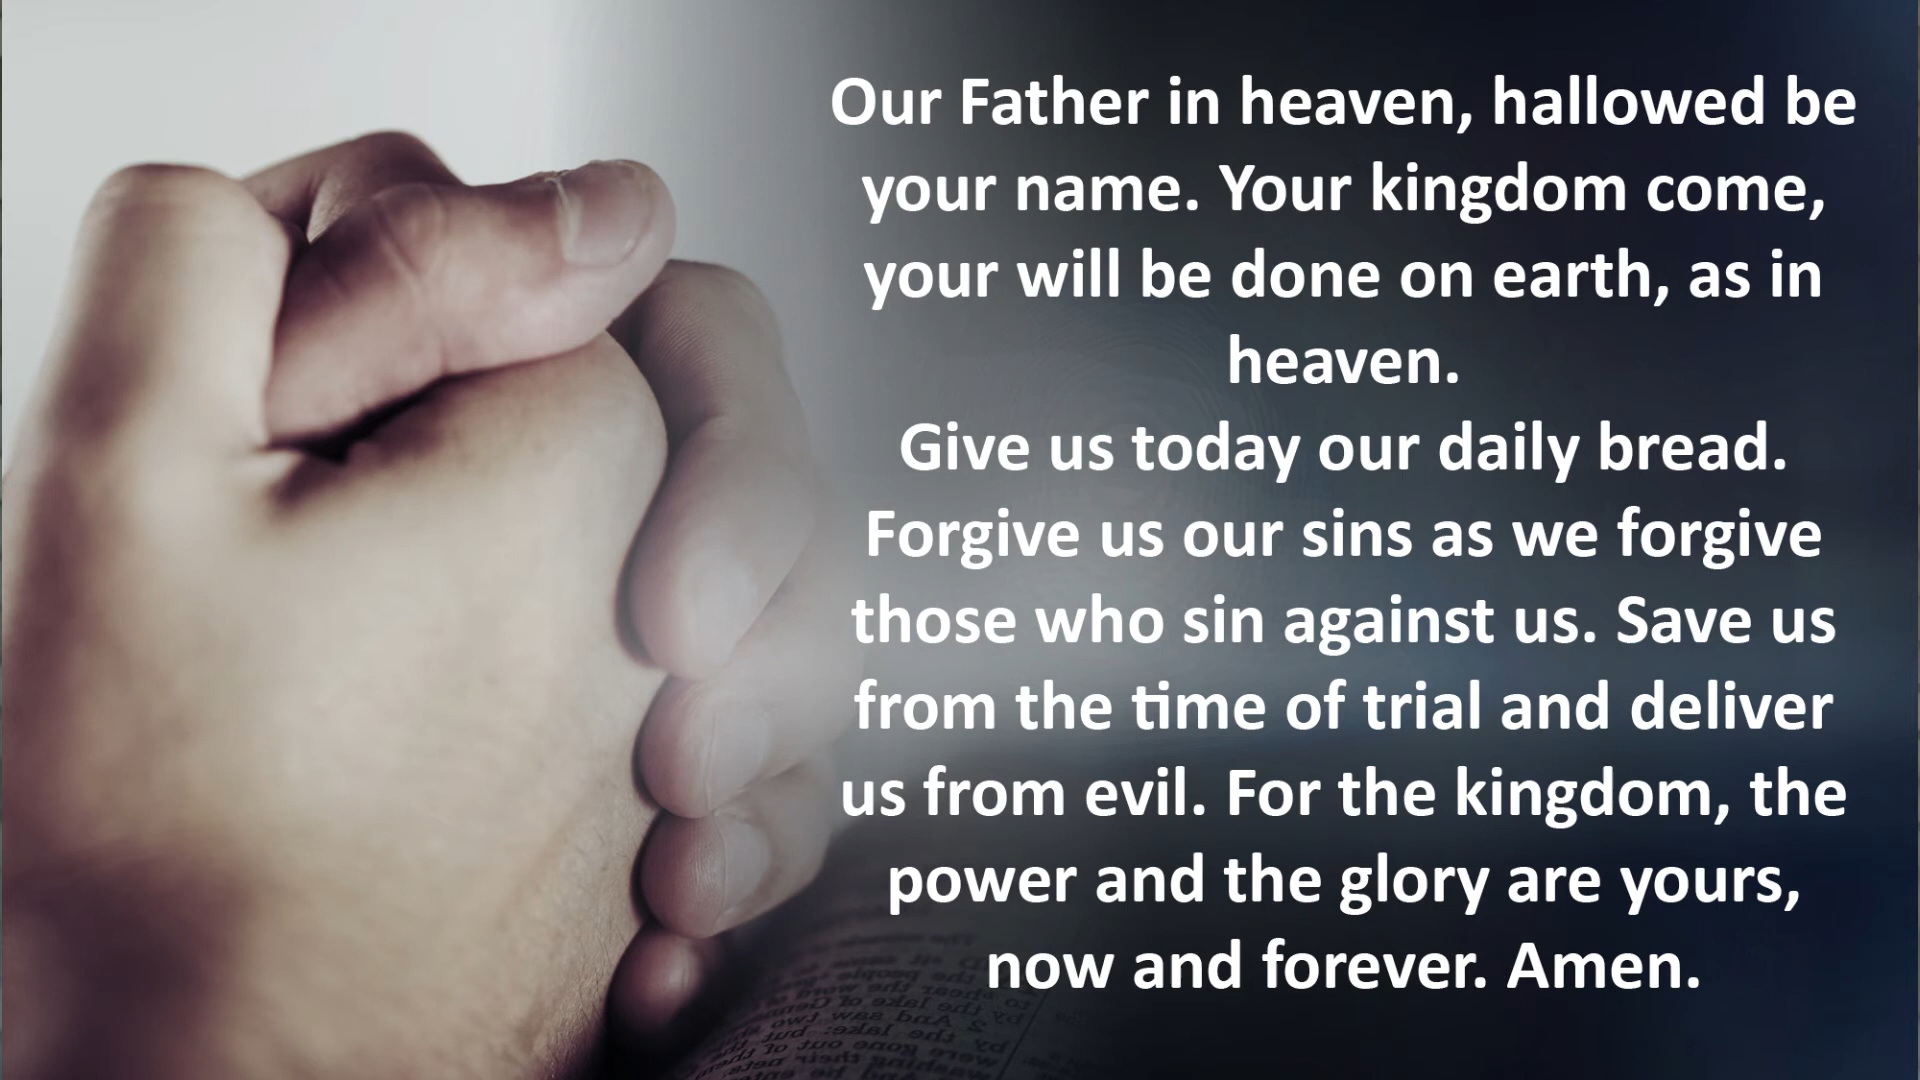 Our Father in heaven, hallowed be
your name. Your kingdom come,
your will be done on earth, as in
heaven.
Give us today our daily bread.
Forgive us our sins as we forgive
those who sin against us. Save us
from the time of trial and deliver
us from evil. For the kingdom, the
power and the glory are yours,
now and forever. Amen.